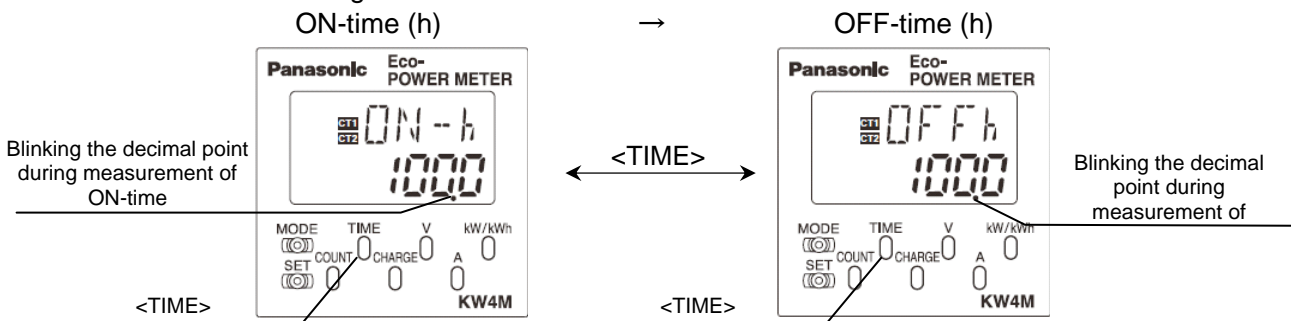 ON-time (h) → OFF-time (h)
Panasonic Eco-POWER METER
CT1
CT2
ON--h
100.0
MODE TIME V kW/kWh
SET COUNT CHARGE A
KW4M
Blinking the decimal point
during measurement of
ON-time
<TIME>
<TIME>
Panasonic Eco-POWER METER
CT1
CT2
OFFh
100.0
MODE TIME V kW/kWh
SET COUNT CHARGE A
KW4M
Blinking the decimal
point during
measurement of
<TIME>